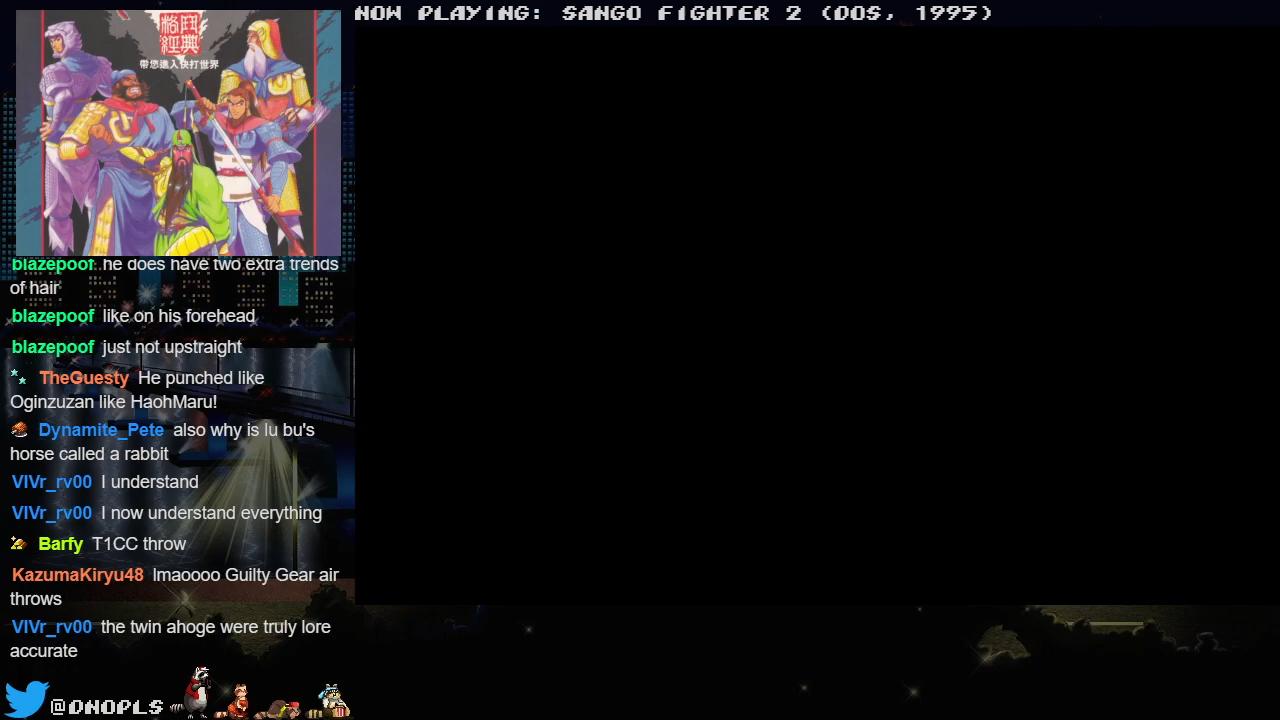 NOW PLAYING: SANGO FIGHTER 2 (DOS, 1995)
格鬥
經典
帶您進入快打世界
blazepoof he does have two extra trends
of hair
blazepoof like on his forehead
blazepoof just not upstraight
TheGuesty He punched like
Oginzuzan like HaohMaru!
Dynamite_Pete also why is lu bu's
horse called a rabbit
VIVr_rv00 I understand
VIVr_rv00 I now understand everything
Barfy T1CC throw
KazumaKiryu48 lmaoooo Guilty Gear air
throws
VIVr_rv00 the twin ahoge were truly lore
accurate
@ONOPLS